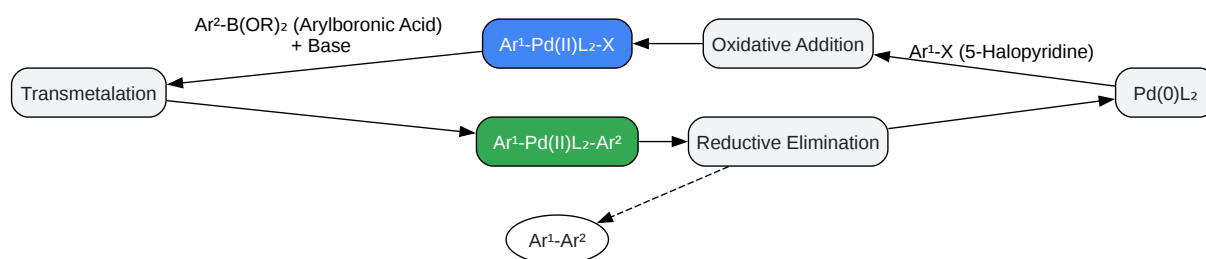 Ar²-B(OR)₂ (Arylboronic Acid)
+ Base
Ar¹-Pd(II)L₂-X
Oxidative Addition
Ar¹-X (5-Halopyridine)
Transmetalation
Pd(0)L₂
Ar¹-Pd(II)L₂-Ar²
Reductive Elimination
Ar¹-Ar²